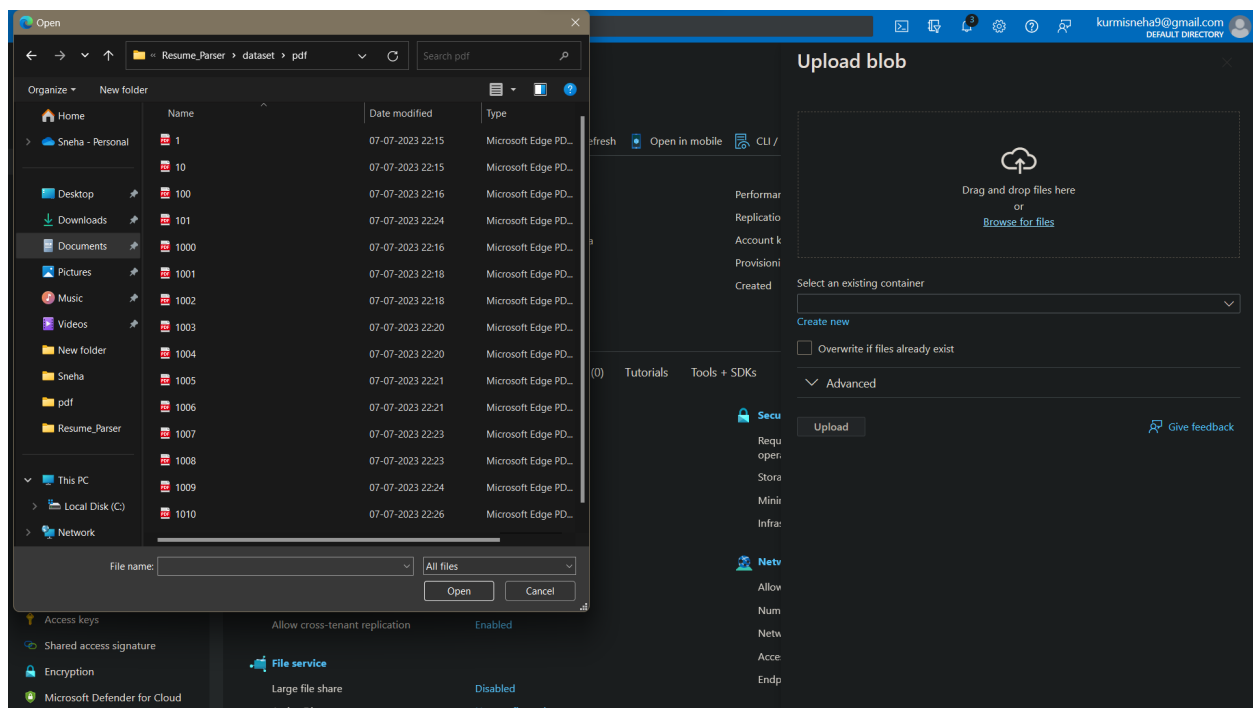 Open
Resume_Parser > dataset > pdf
Search pdf
Organize
New folder
Name
Date modified
Type
Home
Sneha - Personal
Desktop
Downloads
Documents
Pictures
Music
Videos
New folder
Sneha
pdf
Resume_Parser
This PC
Local Disk (C:)
Network
1 07-07-2023 22:15 Microsoft Edge PD...
10 07-07-2023 22:15 Microsoft Edge PD...
100 07-07-2023 22:16 Microsoft Edge PD...
101 07-07-2023 22:24 Microsoft Edge PD...
1000 07-07-2023 22:16 Microsoft Edge PD...
1001 07-07-2023 22:18 Microsoft Edge PD...
1002 07-07-2023 22:18 Microsoft Edge PD...
1003 07-07-2023 22:20 Microsoft Edge PD...
1004 07-07-2023 22:20 Microsoft Edge PD...
1005 07-07-2023 22:21 Microsoft Edge PD...
1006 07-07-2023 22:21 Microsoft Edge PD...
1007 07-07-2023 22:23 Microsoft Edge PD...
1008 07-07-2023 22:23 Microsoft Edge PD...
1009 07-07-2023 22:24 Microsoft Edge PD...
1010 07-07-2023 22:26 Microsoft Edge PD...
File name:
All files
Open
Cancel
3
kurmisneha9@gmail.com
DEFAULT DIRECTORY
efresh
Open in mobile
CLI /
Performar
Replicatio
Account k
Provisioni
Created
(0)
Tutorials
Tools + SDKs
Secu
Requ
opera
Stora
Minir
Infras
Netw
Allow
Num
Netw
Acce
Endp
Access keys
Shared access signature
Encryption
Microsoft Defender for Cloud
Allow cross-tenant replication
Enabled
File service
Large file share
Disabled
Upload blob
Drag and drop files here
or
Browse for files
Select an existing container
Create new
Overwrite if files already exist
Advanced
Upload
Give feedback